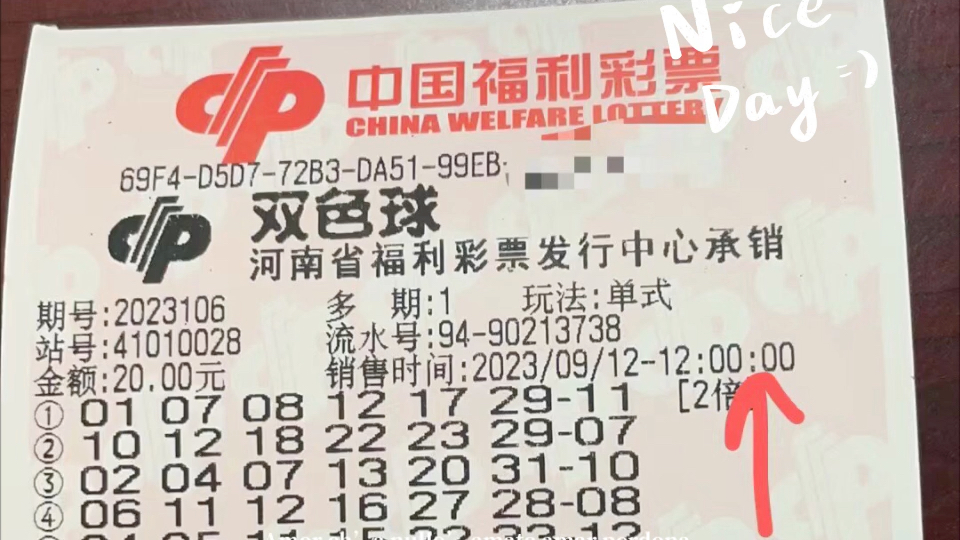 Nice
Day =)
中国福利彩票
CHINA WELFARE LOTTERY
69F4-D5D7-72B3-DA51-99EB
双色球
河南省福利彩票发行中心承销
期号:2023106 多 期:1 玩法:单式
站号:41010028 流水号:94-90213738
金额:20.00元 销售时间:2023/09/12-12:00:00
① 01 07 08 12 17 29-11 [2倍
② 10 12 18 22 23 29-07
③ 02 04 07 13 20 31-10
④ 06 11 12 16 27 28-08